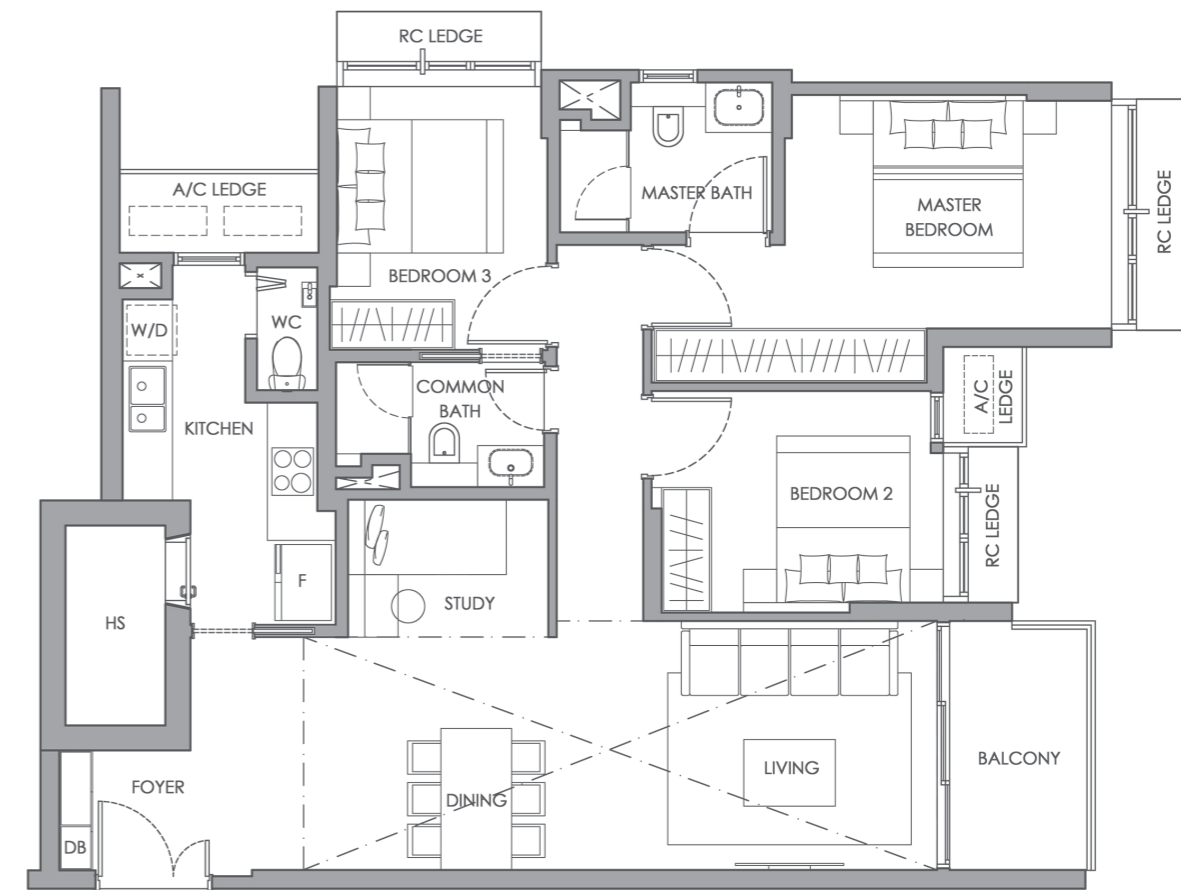 RC LEDGE
A/C LEDGE
MASTER BATH
MASTER
BEDROOM
RC LEDGE
BEDROOM 3
W/D
WC
COMMON
BATH
A/C
LEDGE
KITCHEN
BEDROOM 2
RC LEDGE
F
STUDY
HS
FOYER
DINING
LIVING
BALCONY
DB